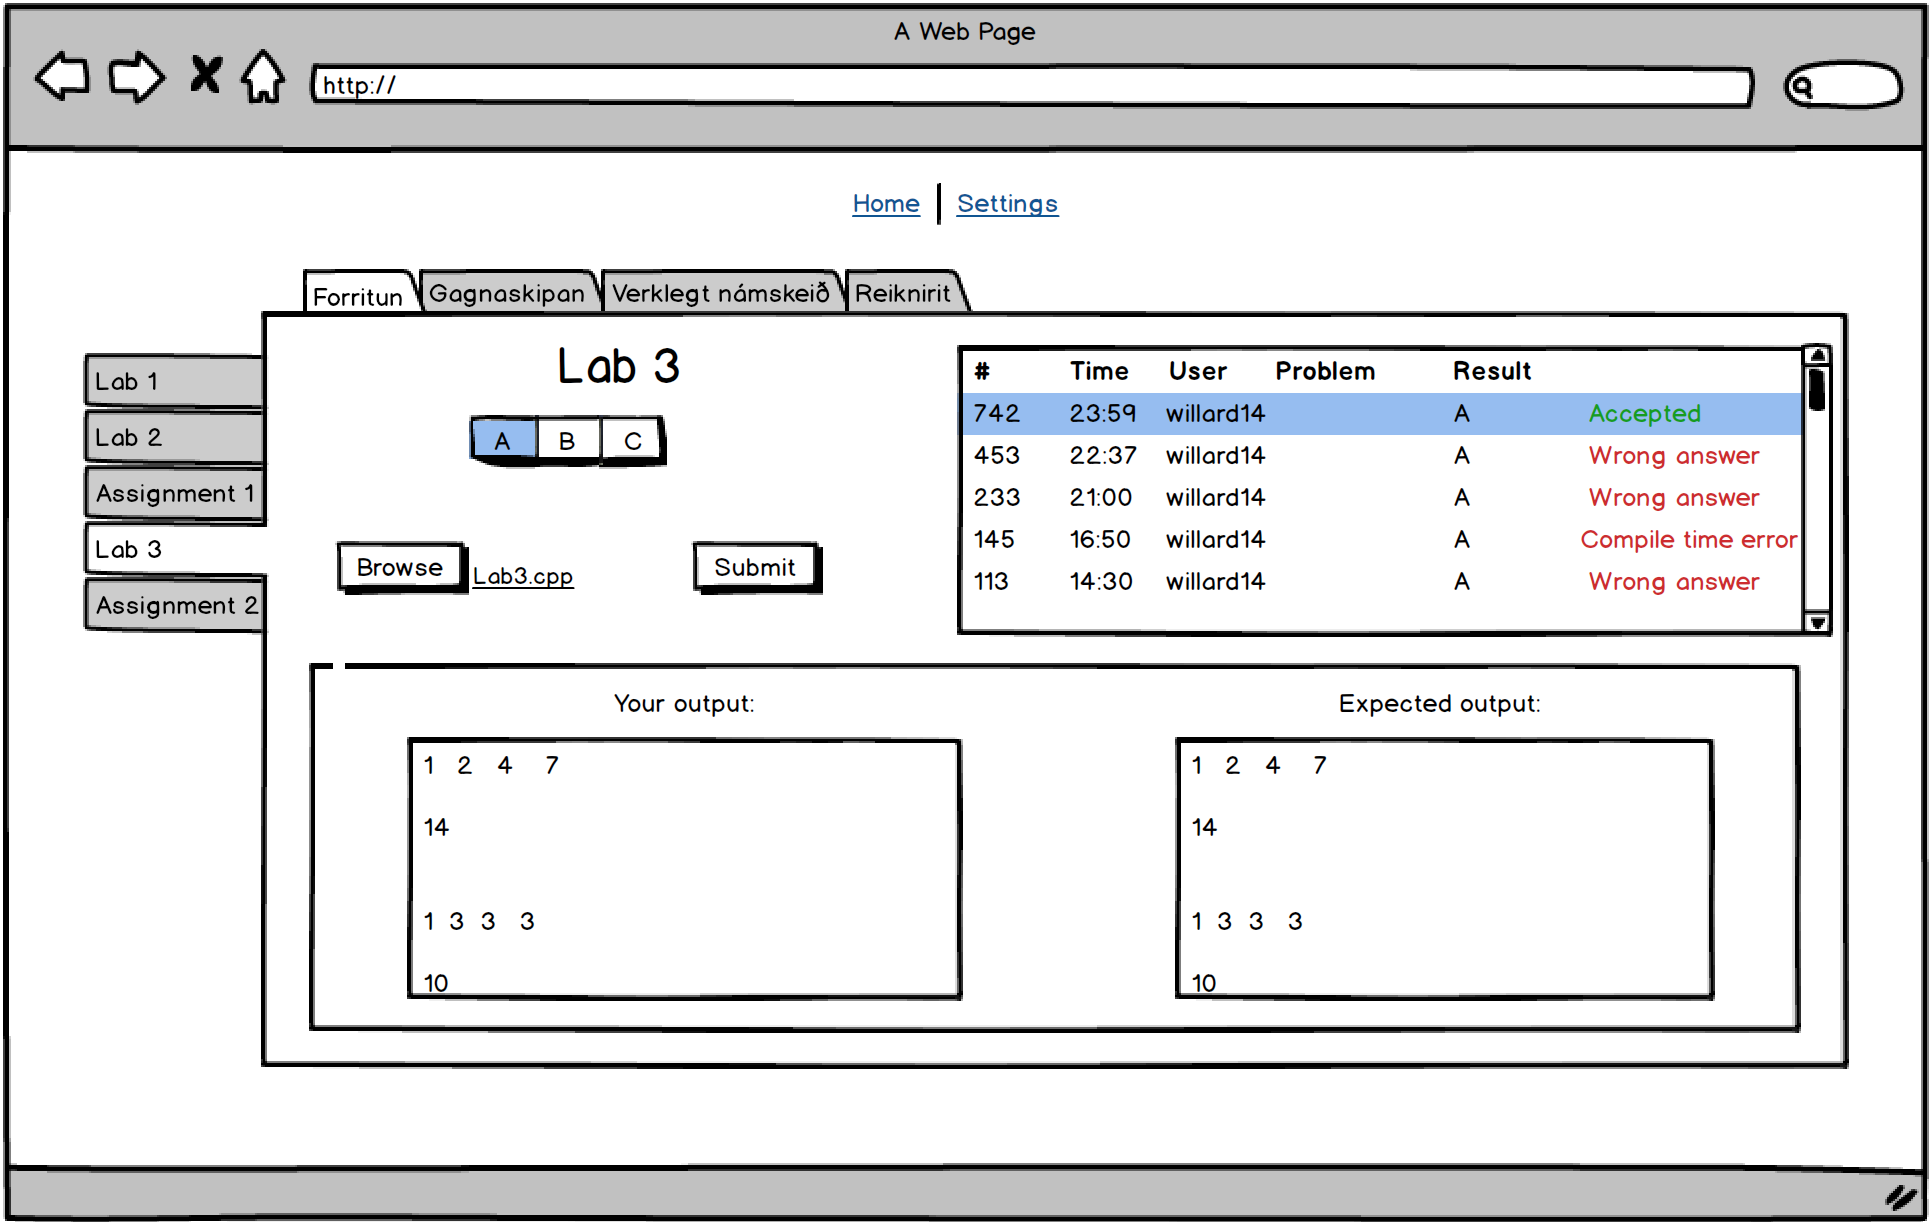 A Web Page
http://
Home | Settings
Forritun Gagnaskipan Verklegt námskeið Reiknirit
Lab 1
Lab 2
Assignment 1
Lab 3
Assignment 2
Lab 3
A B C
Browse Lab3.cpp Submit
# Time User Problem Result
742 23:59 willard14 A Accepted
453 22:37 willard14 A Wrong answer
233 21:00 willard14 A Wrong answer
145 16:50 willard14 A Compile time error
113 14:30 willard14 A Wrong answer
Your output:
1 2 4 7
14
1 3 3 3
10
Expected output:
1 2 4 7
14
1 3 3 3
10